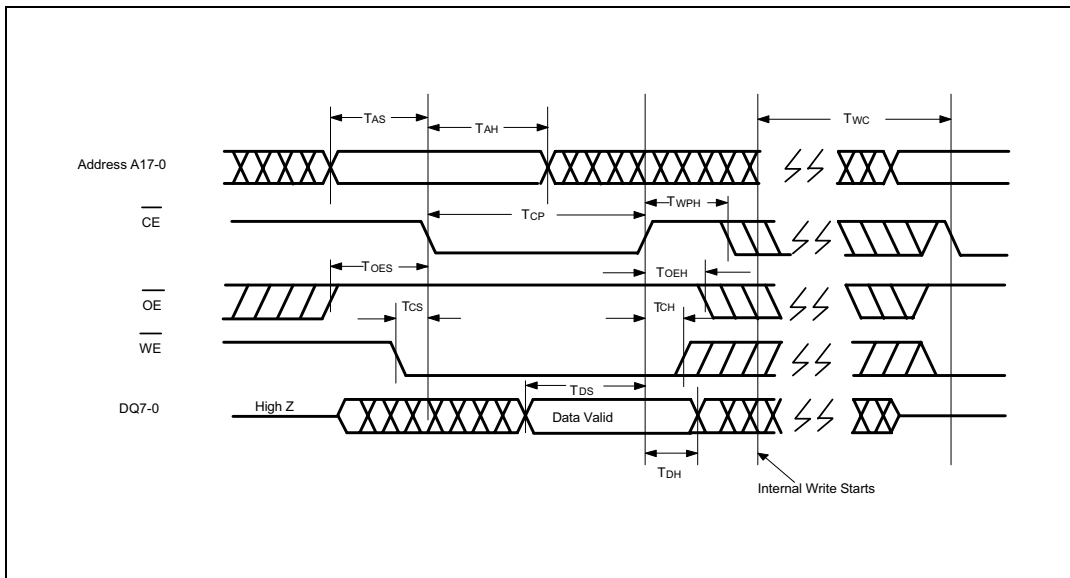 TAS
TAH
TWC
Address A17-0
TCP
TWPH
CE
TOES
TOEH
OE
TCS
TCH
WE
TDS
DQ7-0
High Z
Data Valid
TDH
Internal Write Starts